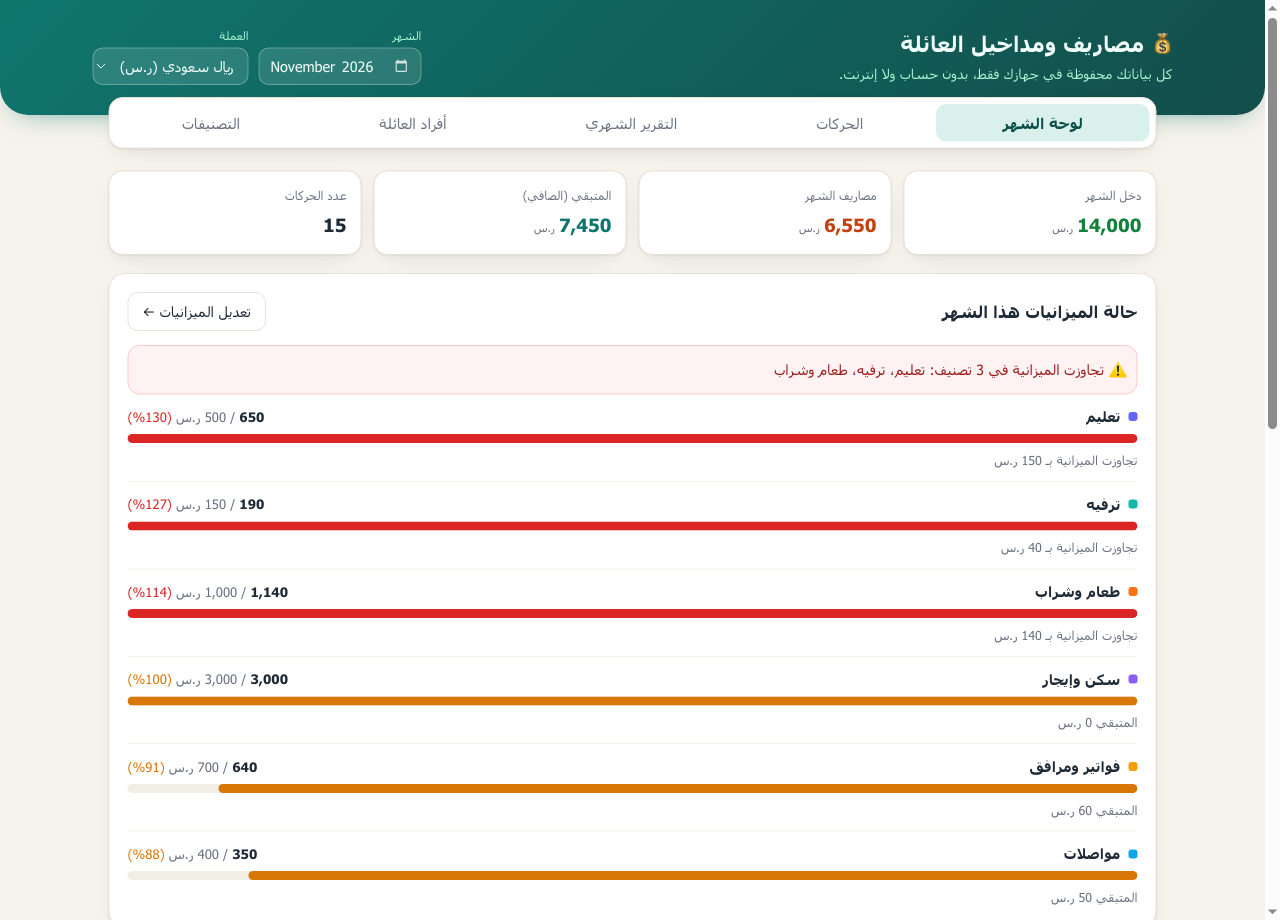 💰 مصاريف ومداخيل العائلة
كل بياناتك محفوظة في جهازك فقط، بدون حساب ولا إنترنت.
الشهر
November 2026
العملة
ريال سعودي (ر.س)
لوحة الشهر
الحركات
التقرير الشهري
أفراد العائلة
التصنيفات
دخل الشهر
14,000 ر.س
مصاريف الشهر
6,550 ر.س
المتبقي (الصافي)
7,450 ر.س
عدد الحركات
15
حالة الميزانيات هذا الشهر
تعديل الميزانيات ←
⚠️ تجاوزت الميزانية في 3 تصنيف: تعليم، ترفيه، طعام وشراب
تعليم
650 / 500 ر.س (130%)
تجاوزت الميزانية بـ 150 ر.س
ترفيه
190 / 150 ر.س (127%)
تجاوزت الميزانية بـ 40 ر.س
طعام وشراب
1,140 / 1,000 ر.س (114%)
تجاوزت الميزانية بـ 140 ر.س
سكن وإيجار
3,000 / 3,000 ر.س (100%)
المتبقي 0 ر.س
فواتير ومرافق
640 / 700 ر.س (91%)
المتبقي 60 ر.س
مواصلات
350 / 400 ر.س (88%)
المتبقي 50 ر.س